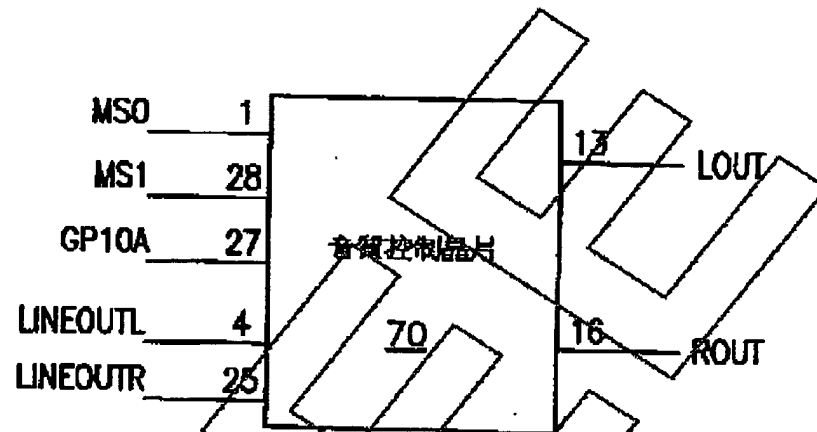 MS0 1
13 LOUT
MS1 28
GP10A 27
音質控制晶片
LINEOUTL 4
70
16 ROUT
LINEOUTR 25